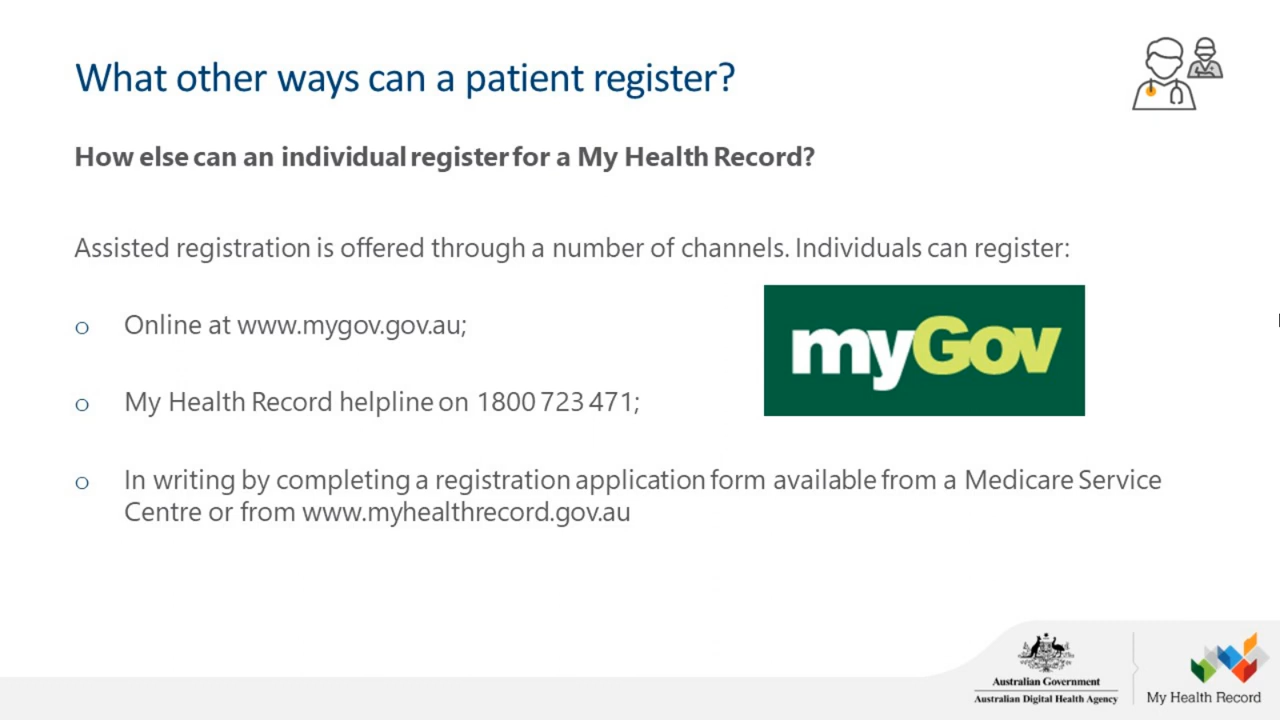 What other ways can a patient register?
How else can an individual register for a My Health Record?
Assisted registration is offered through a number of channels. Individuals can register:
o Online at www.mygov.gov.au;
myGov
o My Health Record helpline on 1800 723 471;
o In writing by completing a registration application form available from a Medicare Service
Centre or from www.myhealthrecord.gov.au
Australian Government
Australian Digital Health Agency
My Health Record